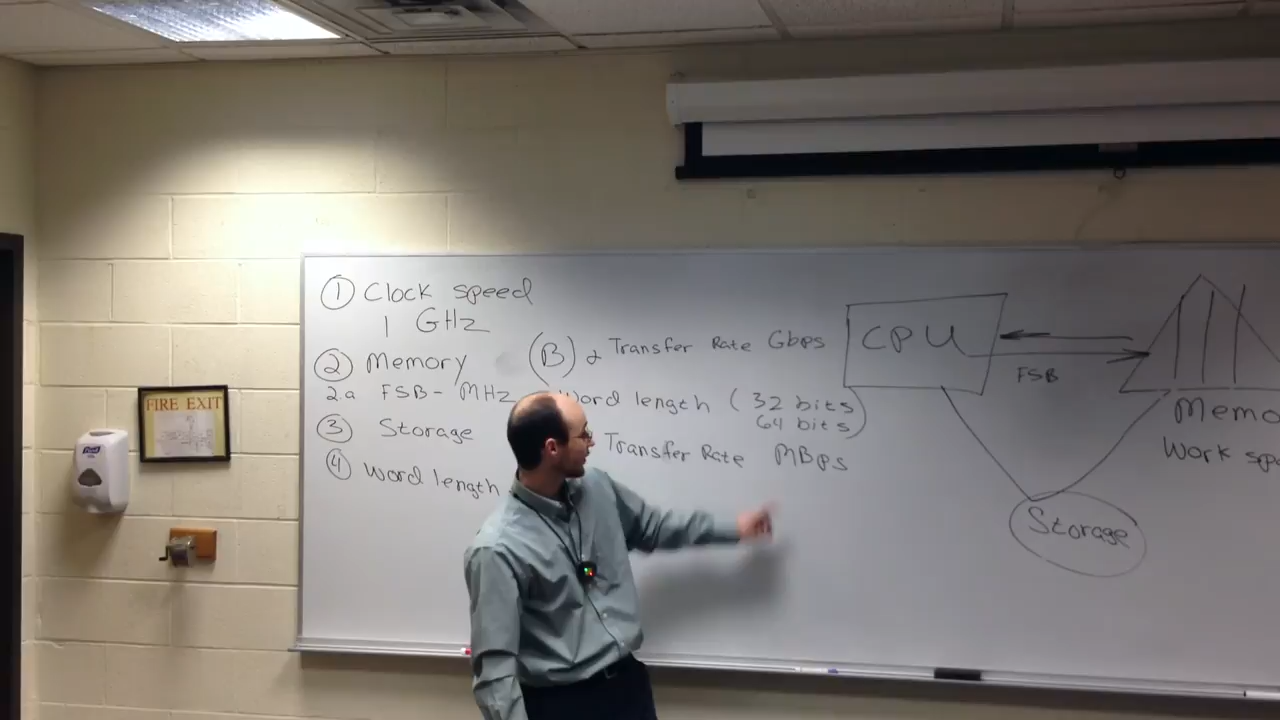 FIRE EXIT
① Clock speed
1 GHz
② Memory (B) & Transfer Rate Gbps
2a FSB - MHz Word length (32 bits
64 bits)
③ Storage Transfer Rate MBps
④ Word length
CPU
FSB
Memo
Work spa
Storage